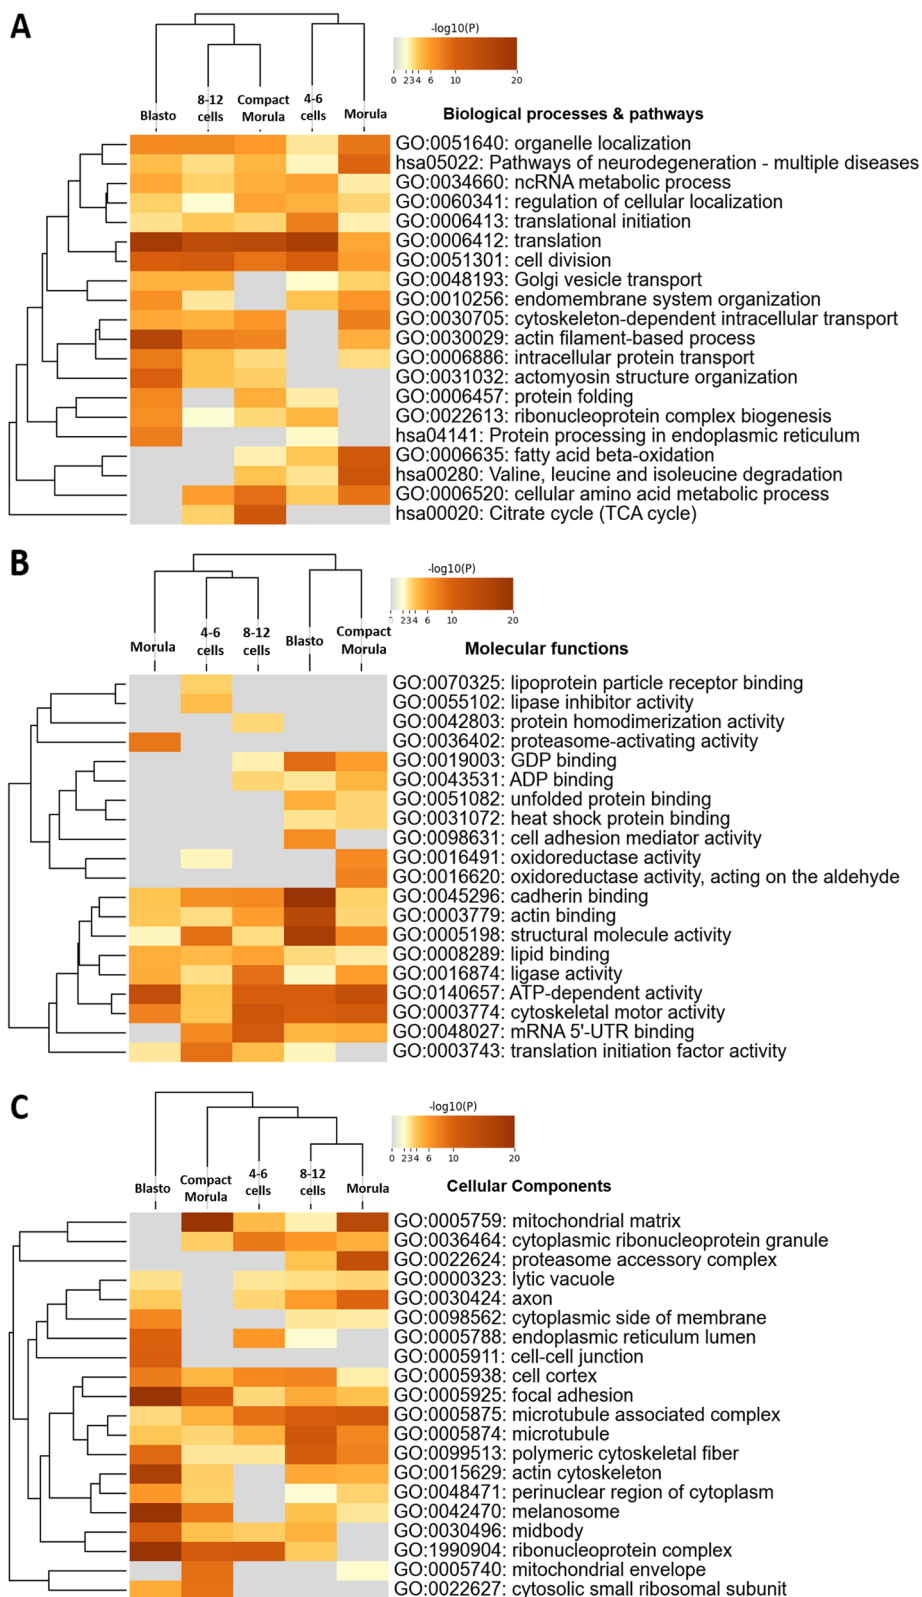 A
-log10(P)
0 2 3 4 6 10 20
Blasto
8-12 cells
Compact Morula
4-6 cells
Morula
Biological processes & pathways
GO:0051640: organelle localization
hsa05022: Pathways of neurodegeneration - multiple diseases
GO:0034660: ncRNA metabolic process
GO:0060341: regulation of cellular localization
GO:0006413: translational initiation
GO:0006412: translation
GO:0051301: cell division
GO:0048193: Golgi vesicle transport
GO:0010256: endomembrane system organization
GO:0030705: cytoskeleton-dependent intracellular transport
GO:0030029: actin filament-based process
GO:0006886: intracellular protein transport
GO:0031032: actomyosin structure organization
GO:0006457: protein folding
GO:0022613: ribonucleoprotein complex biogenesis
hsa04141: Protein processing in endoplasmic reticulum
GO:0006635: fatty acid beta-oxidation
hsa00280: Valine, leucine and isoleucine degradation
GO:0006520: cellular amino acid metabolic process
hsa00020: Citrate cycle (TCA cycle)
B
-log10(P)
0 2 3 4 6 10 20
Morula
4-6 cells
8-12 cells
Blasto
Compact Morula
Molecular functions
GO:0070325: lipoprotein particle receptor binding
GO:0055102: lipase inhibitor activity
GO:0042803: protein homodimerization activity
GO:0036402: proteasome-activating activity
GO:0019003: GDP binding
GO:0043531: ADP binding
GO:0051082: unfolded protein binding
GO:0031072: heat shock protein binding
GO:0098631: cell adhesion mediator activity
GO:0016491: oxidoreductase activity
GO:0016620: oxidoreductase activity, acting on the aldehyde
GO:0045296: cadherin binding
GO:0003779: actin binding
GO:0005198: structural molecule activity
GO:0008289: lipid binding
GO:0016874: ligase activity
GO:0140657: ATP-dependent activity
GO:0003774: cytoskeletal motor activity
GO:0048027: mRNA 5'-UTR binding
GO:0003743: translation initiation factor activity
C
-log10(P)
0 2 3 4 6 10 20
Blasto
Compact Morula
4-6 cells
8-12 cells
Morula
Cellular Components
GO:0005759: mitochondrial matrix
GO:0036464: cytoplasmic ribonucleoprotein granule
GO:0022624: proteasome accessory complex
GO:0000323: lytic vacuole
GO:0030424: axon
GO:0098562: cytoplasmic side of membrane
GO:0005788: endoplasmic reticulum lumen
GO:0005911: cell-cell junction
GO:0005938: cell cortex
GO:0005925: focal adhesion
GO:0005875: microtubule associated complex
GO:0005874: microtubule
GO:0099513: polymeric cytoskeletal fiber
GO:0015629: actin cytoskeleton
GO:0048471: perinuclear region of cytoplasm
GO:0042470: melanosome
GO:0030496: midbody
GO:1990904: ribonucleoprotein complex
GO:0005740: mitochondrial envelope
GO:0022627: cytosolic small ribosomal subunit